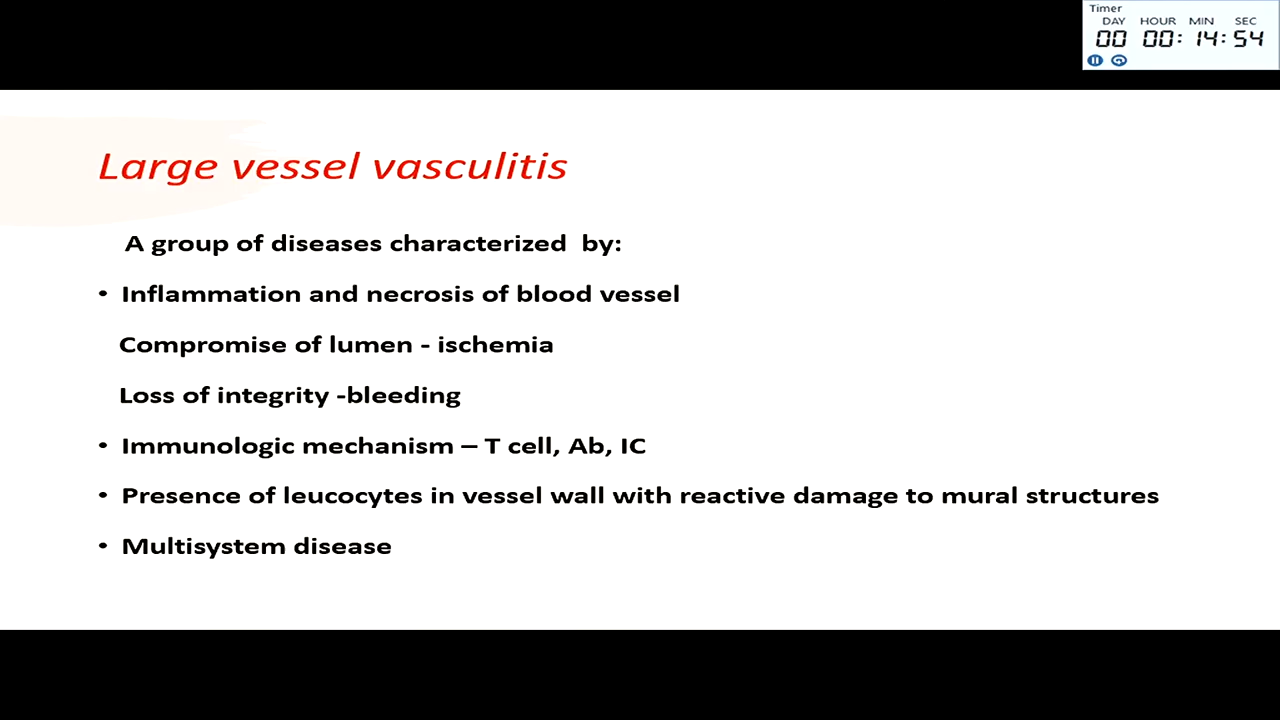 Timer
DAY HOUR MIN SEC
00 00: 14: 54
Large vessel vasculitis
A group of diseases characterized by:
• Inflammation and necrosis of blood vessel
Compromise of lumen - ischemia
Loss of integrity -bleeding
• Immunologic mechanism – T cell, Ab, IC
• Presence of leucocytes in vessel wall with reactive damage to mural structures
• Multisystem disease